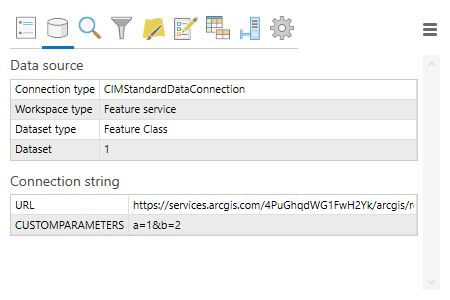 Data source
Connection type CIMStandardDataConnection
Workspace type Feature service
Dataset type Feature Class
Dataset 1
Connection string
URL https://services.arcgis.com/4PuGhqdWG1FwH2Yk/arcgis/r
CUSTOMPARAMETERS a=1&b=2